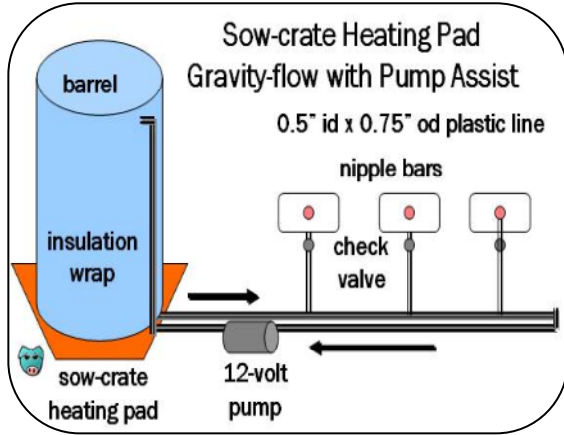 Sow-crate Heating Pad
Gravity-flow with Pump Assist
barrel
0.5" id x 0.75" od plastic line
nipple bars
insulation
wrap
check
valve
12-volt
pump
sow-crate
heating pad